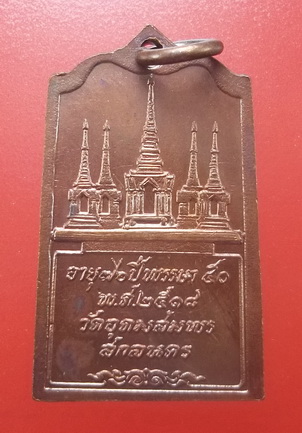 อายุ ๗๐ ปี พรรษา ๕๐
พ.ศ. ๒๕๑๘
วัดอุดมสมพร
สกลนคร